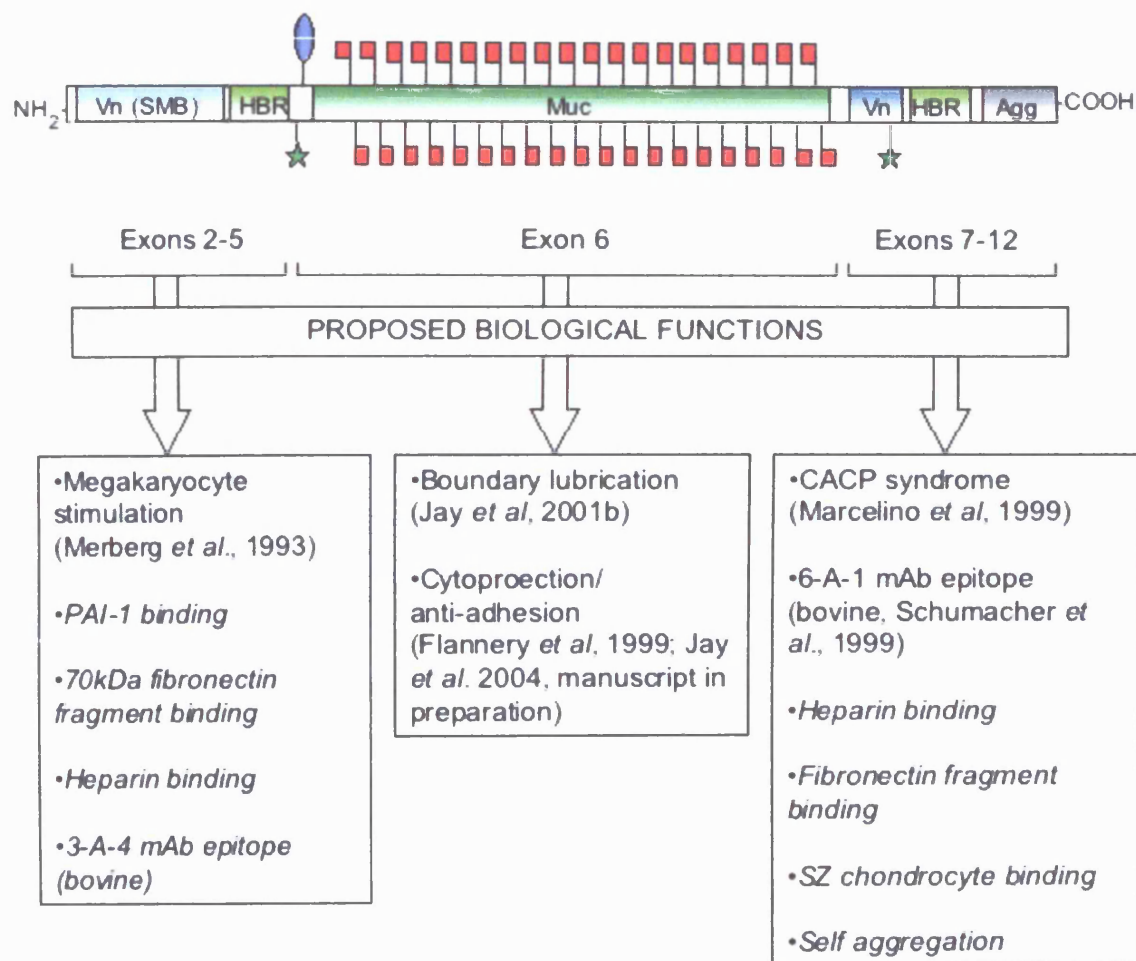 NH2 Vn (SMB) HBR Muc Vn HBR Agg COOH
Exons 2-5 Exon 6 Exons 7-12
PROPOSED BIOLOGICAL FUNCTIONS
•Megakaryocyte
stimulation
(Merberg et al., 1993)
•PAI-1 binding
•70kDa fibronectin
fragment binding
•Heparin binding
•3-A-4 mAb epitope
(bovine)
•Boundary lubrication
(Jay et al, 2001b)
•Cytoproection/
anti-adhesion
(Flannery et al, 1999; Jay
et al. 2004, manuscript in
preparation)
•CACP syndrome
(Marcelino et al, 1999)
•6-A-1 mAb epitope
(bovine, Schumacher et
al., 1999)
•Heparin binding
•Fibronectin fragment
binding
•SZ chondrocyte binding
•Self aggregation